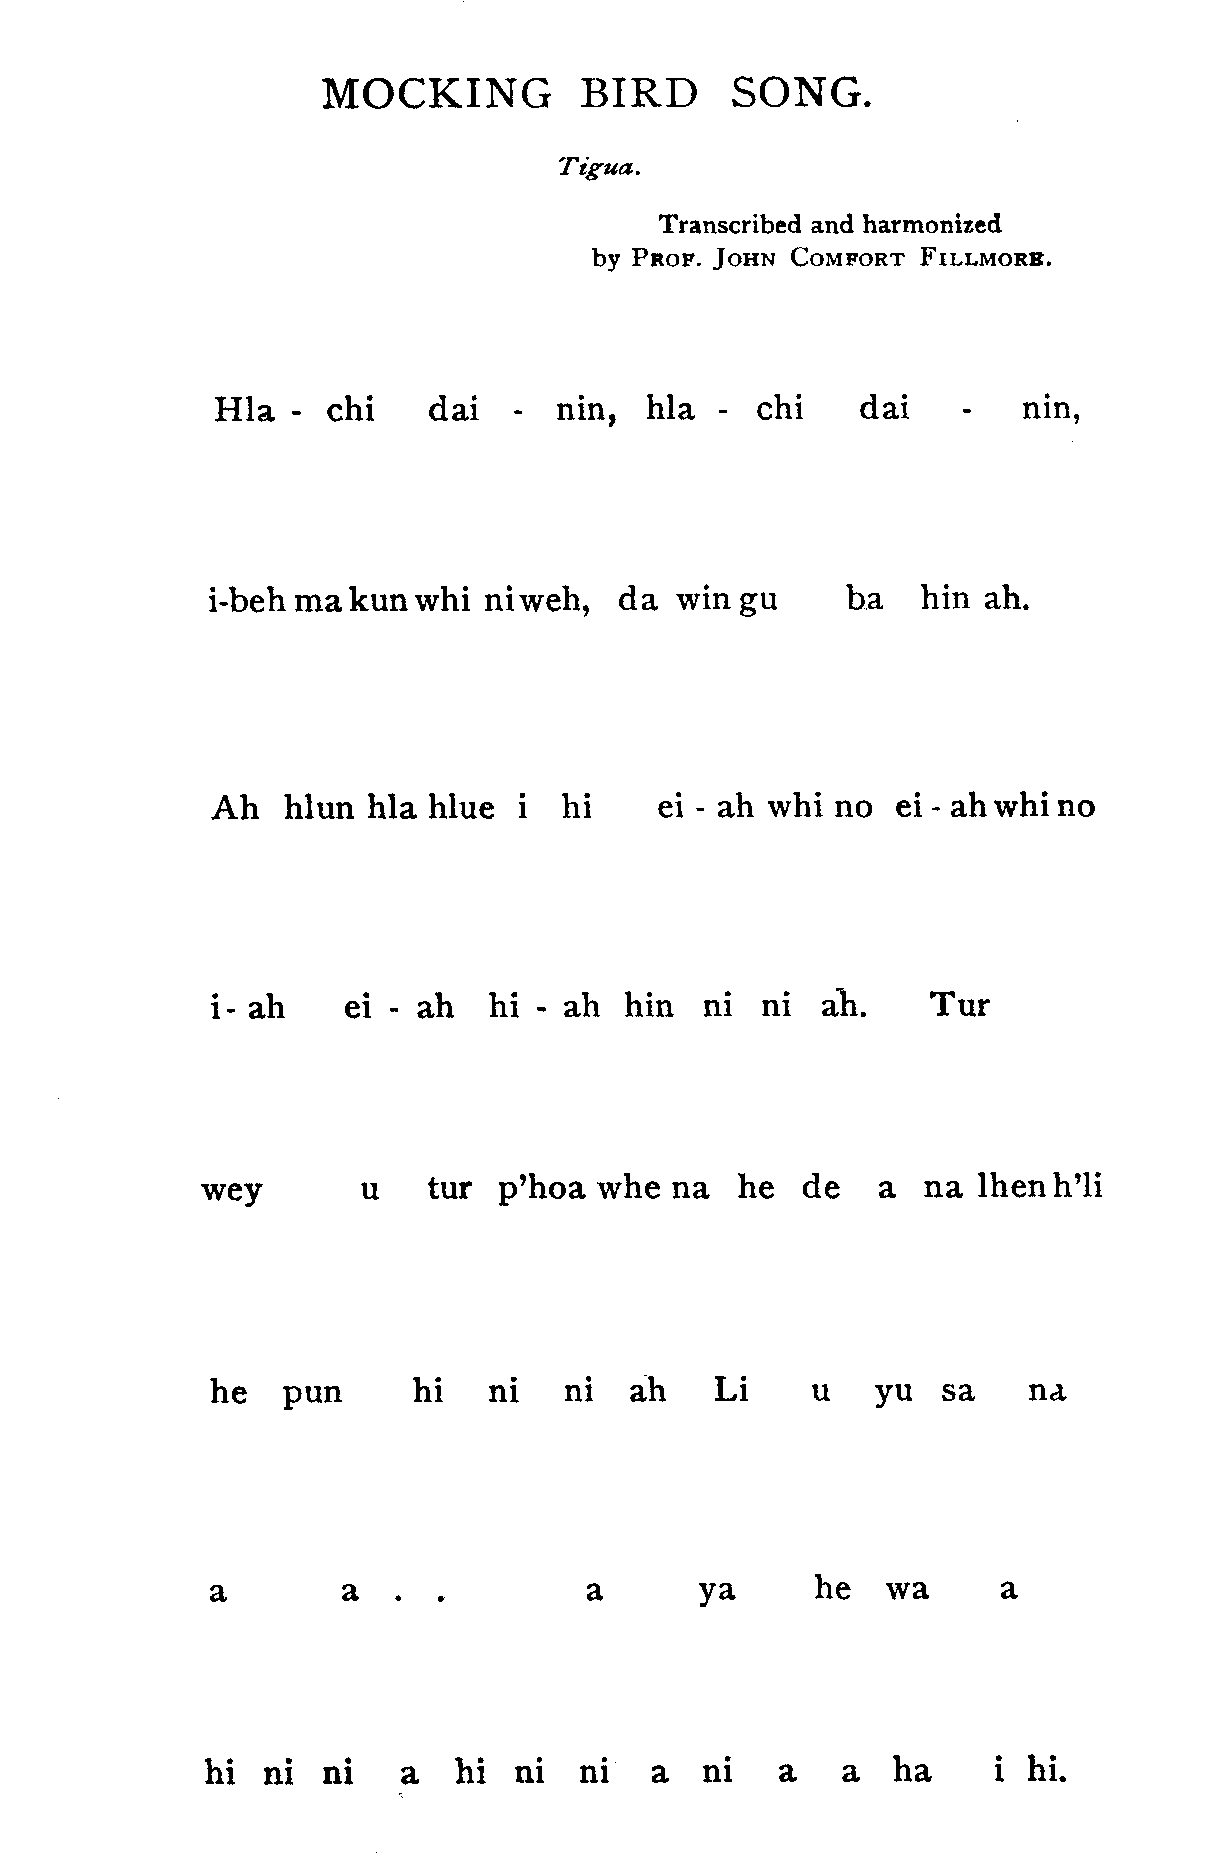 MOCKING BIRD SONG.
Tigua.
Transcribed and harmonized
by PROF. JOHN COMFORT FILLMORE.
Hla - chi dai - nin, hla - chi dai - nin,
i-beh ma kun whi ni weh, da win gu ba hin ah.
Ah hlun hla hlue i hi ei - ah whi no ei - ah whi no
i - ah ei - ah hi - ah hin ni ni ah. Tur
wey u tur p'hoa whe na he de a na lhen h'li
he pun hi ni ni ah Li u yu sa na
a a . . a ya he wa a
hi ni ni a hi ni ni a ni a a ha i hi.